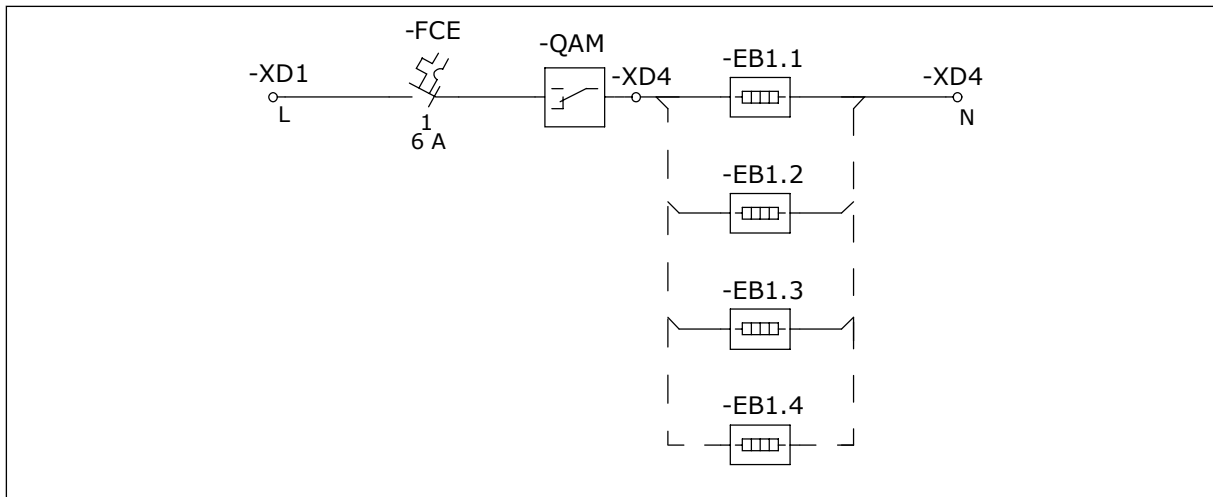 -FCE
-QAM
-XD1
-XD4
-EB1.1
-XD4
L
N
1
6 A
-EB1.2
-EB1.3
-EB1.4